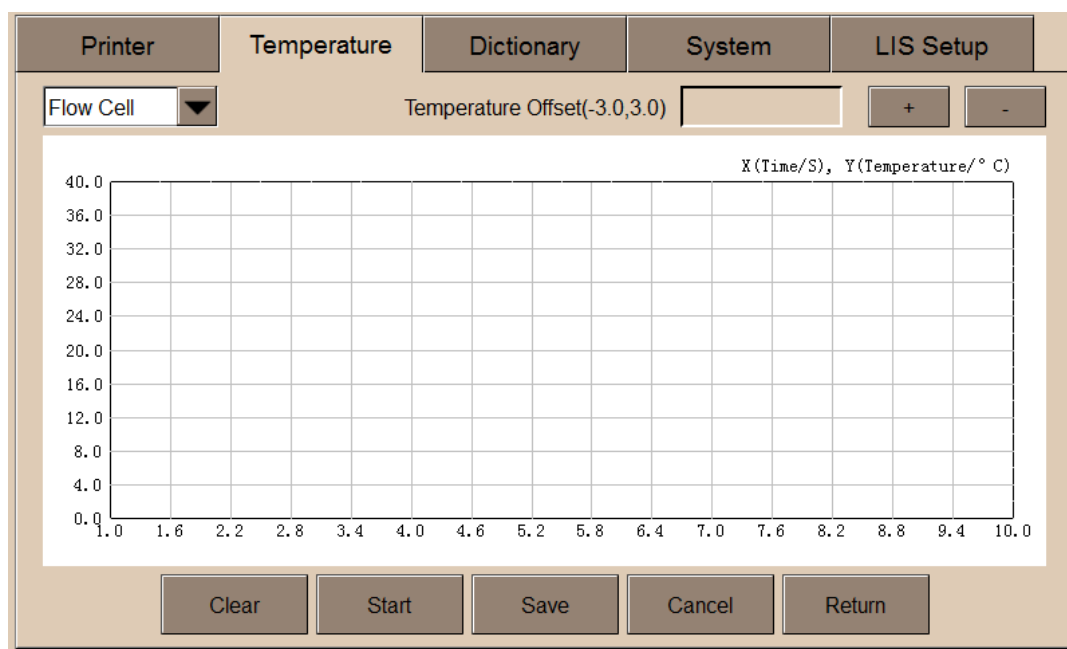 Printer Temperature Dictionary System LIS Setup
Flow Cell Temperature Offset(-3.0,3.0) + -
X(Time/S), Y(Temperature/°C)
40.0
36.0
32.0
28.0
24.0
20.0
16.0
12.0
8.0
4.0
0.0
1.0 1.6 2.2 2.8 3.4 4.0 4.6 5.2 5.8 6.4 7.0 7.6 8.2 8.8 9.4 10.0
Clear Start Save Cancel Return